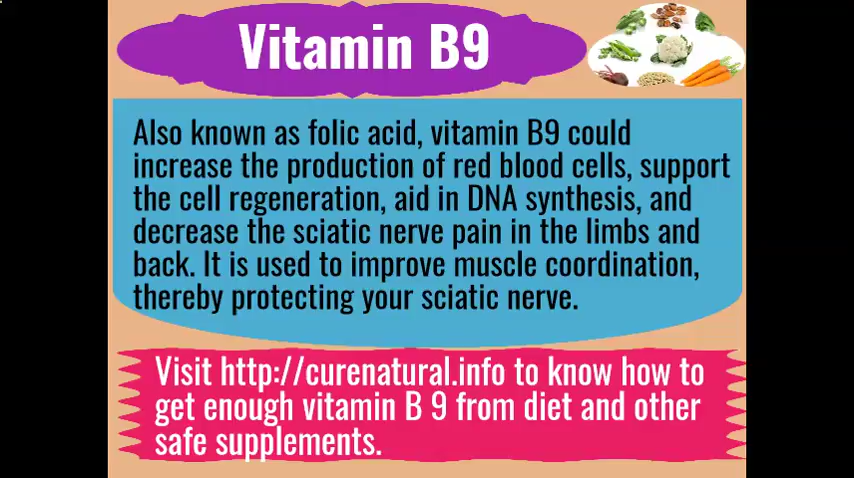 Vitamin B9
Also known as folic acid, vitamin B9 could
increase the production of red blood cells, support
the cell regeneration, aid in DNA synthesis, and
decrease the sciatic nerve pain in the limbs and
back. It is used to improve muscle coordination,
thereby protecting your sciatic nerve.
Visit http://curenatural.info to know how to
get enough vitamin B 9 from diet and other
safe supplements.